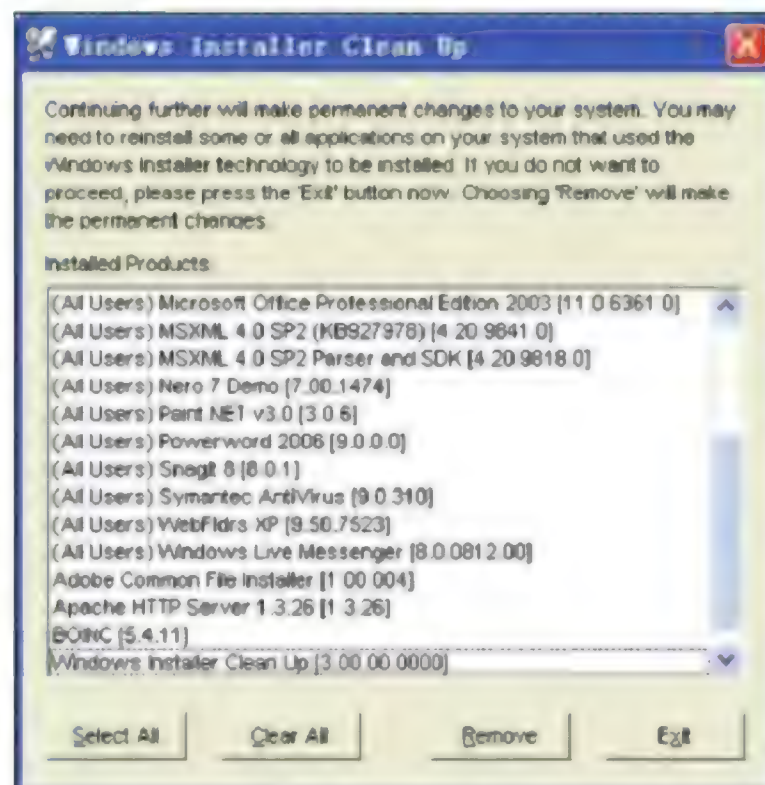 Windows Installer Clean Up
Continuing further will make permanent changes to your system. You may
need to reinstall some or all applications on your system that used the
Windows Installer technology to be installed. If you do not want to
proceed, please press the 'Exit' button now. Choosing 'Remove' will make
the permanent changes.
Installed Products
(All Users) Microsoft Office Professional Edition 2003 [11.0.6361.0]
(All Users) MSXML 4.0 SP2 (KB927978) [4.20.9841.0]
(All Users) MSXML 4.0 SP2 Parser and SDK [4.20.9818.0]
(All Users) Nero 7 Demo [7.00.1474]
(All Users) Paint.NET v3.0 [3.0.6]
(All Users) Powerword 2006 [9.0.0.0]
(All Users) SnagIt 8 [8.0.1]
(All Users) Symantec AntiVirus [9.0.310]
(All Users) WebFldrs XP [9.50.7523]
(All Users) Windows Live Messenger [8.0.0812.00]
Adobe Common File Installer [1.00.004]
Apache HTTP Server 1.3.26 [1.3.26]
BOINC [5.4.11]
Windows Installer Clean Up [3.00.00.0000]
Select All
Clear All
Remove
Exit